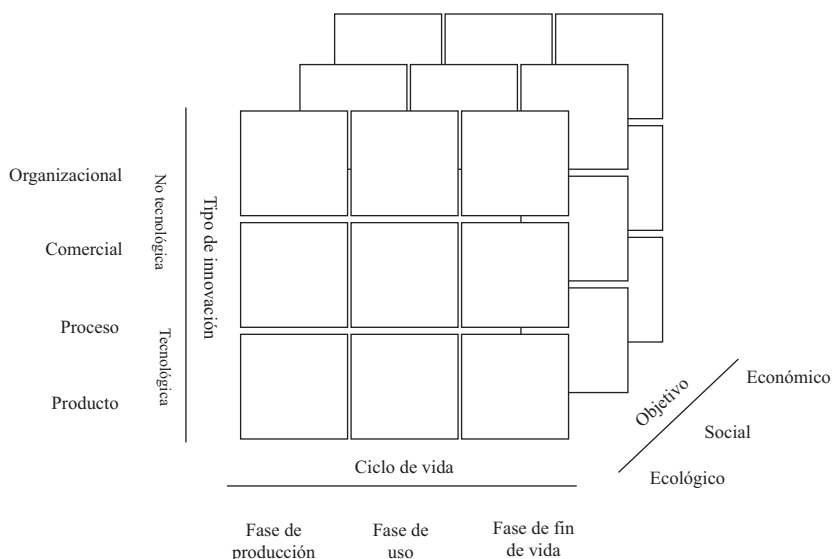 Organizacional
Comercial
Proceso
Producto
No tecnológica
Tecnológica
Tipo de innovación
Ciclo de vida
Fase de
producción
Fase de
uso
Fase de fin
de vida
Objetivo
Económico
Social
Ecológico